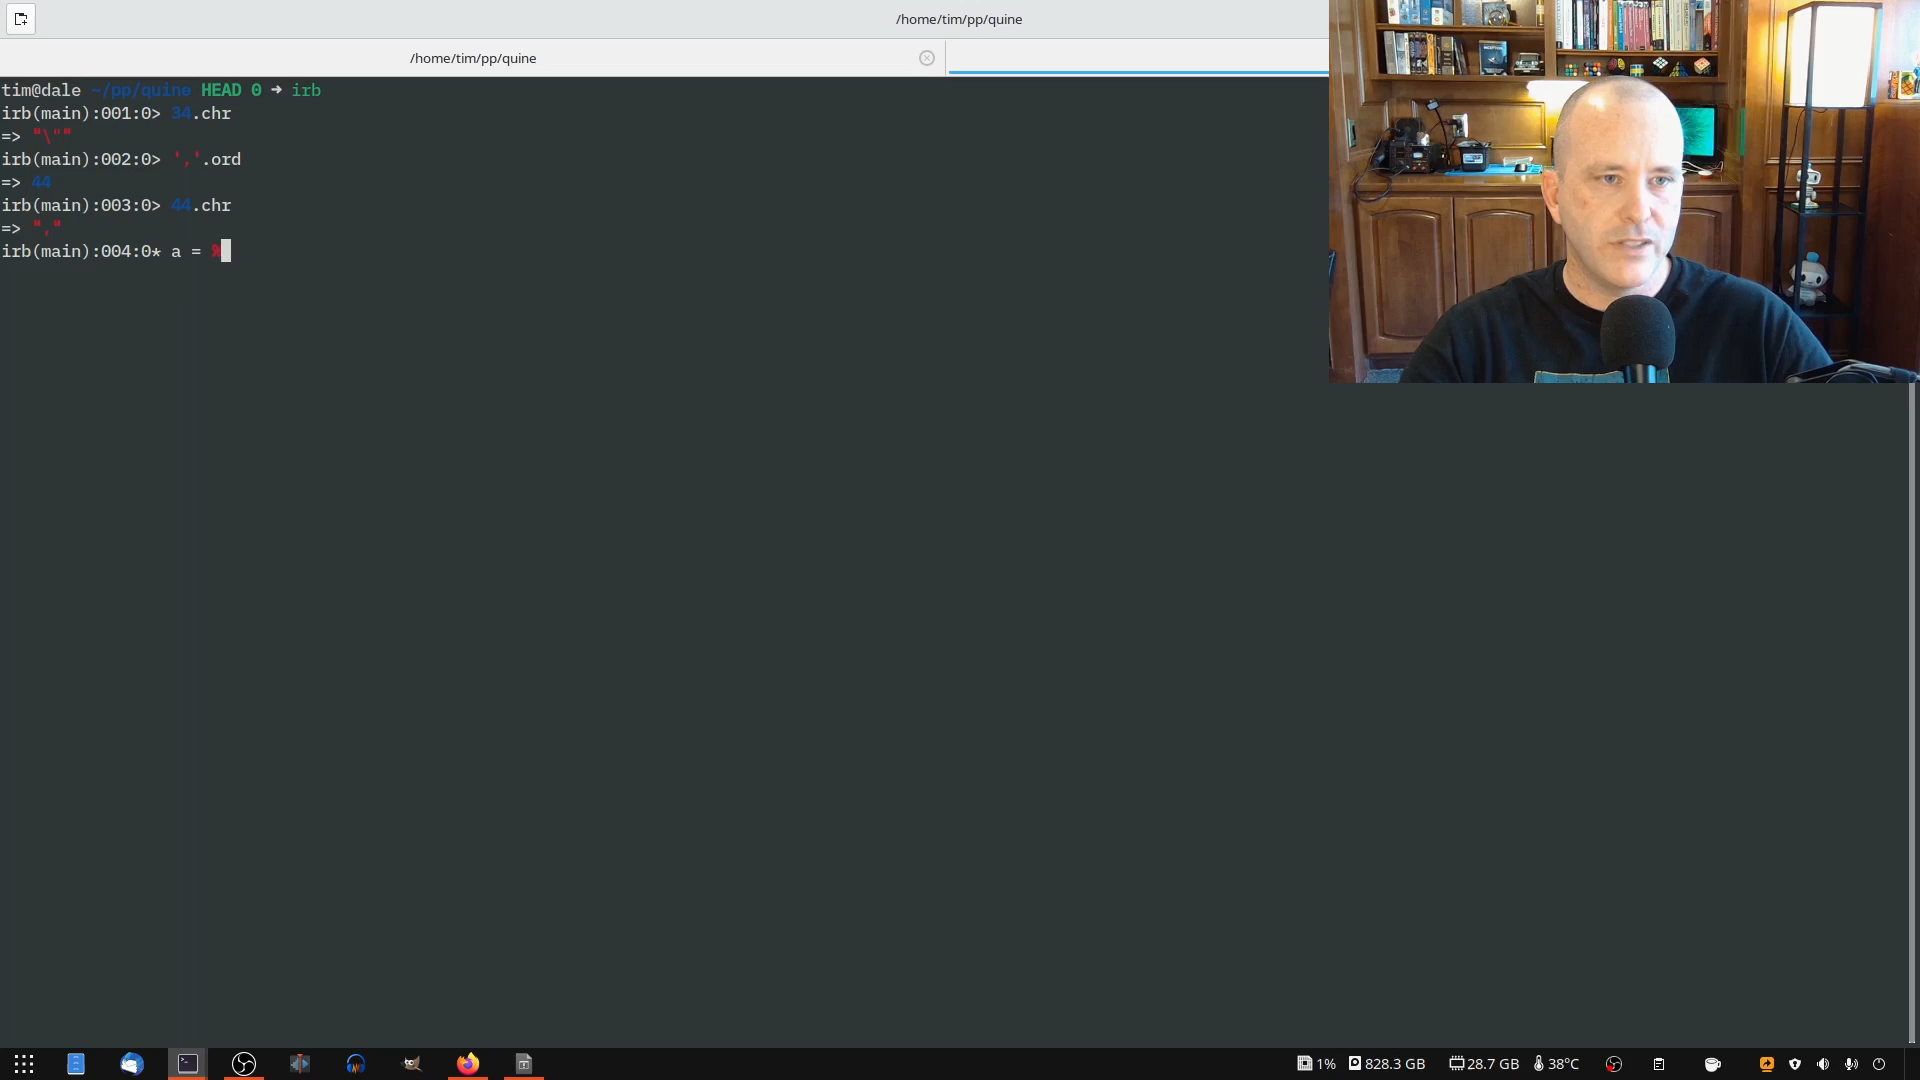 /home/tim/pp/quine
/home/tim/pp/quine
tim@dale ~/pp/quine HEAD 0 ➜ irb
irb(main):001:0> 34.chr
=> "\""
irb(main):002:0> ','.ord
=> 44
irb(main):003:0> 44.chr
=> ","
irb(main):004:0* a = %
1% 828.3 GB 28.7 GB 38°C